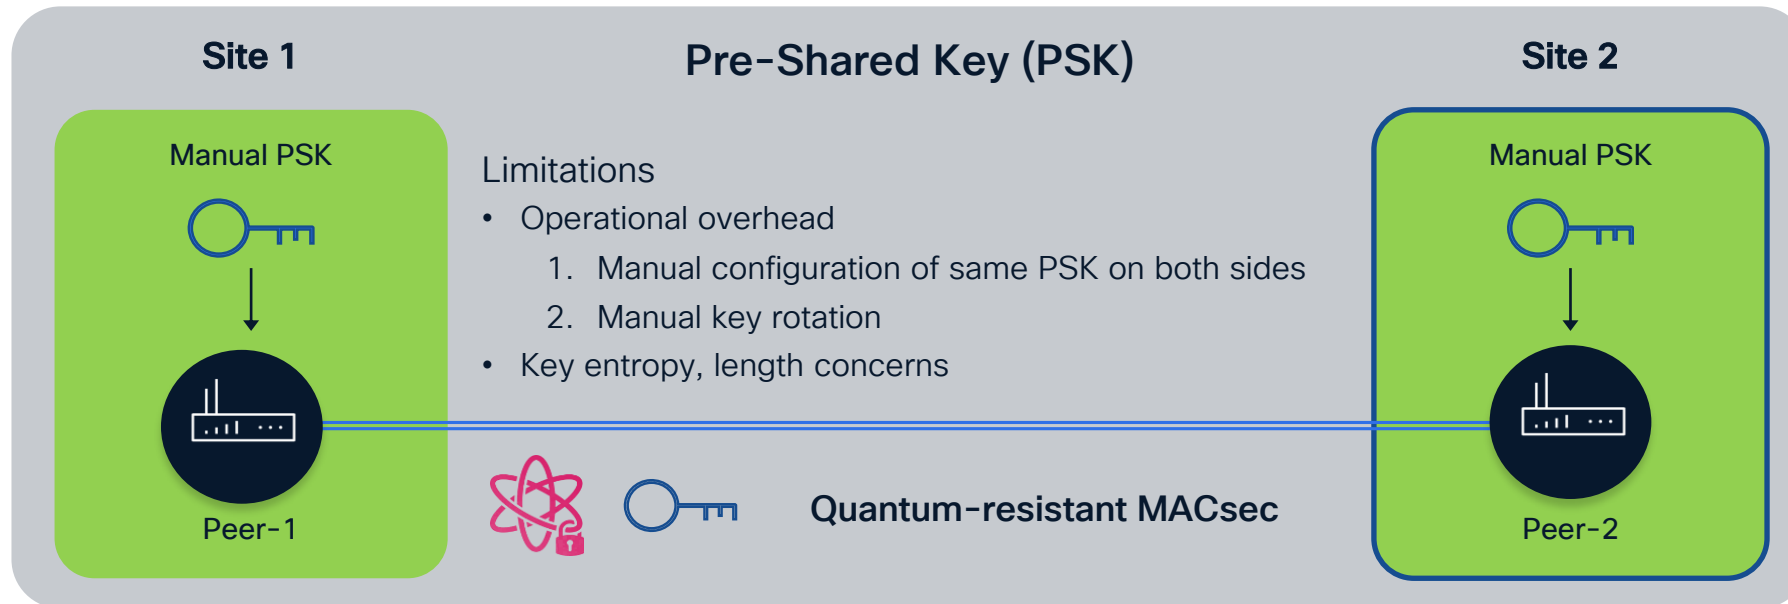 Site 1
Pre-Shared Key (PSK)
Site 2
Manual PSK
Limitations
• Operational overhead
1. Manual configuration of same PSK on both sides
2. Manual key rotation
• Key entropy, length concerns
Manual PSK
Quantum-resistant MACsec
Peer-1
Peer-2